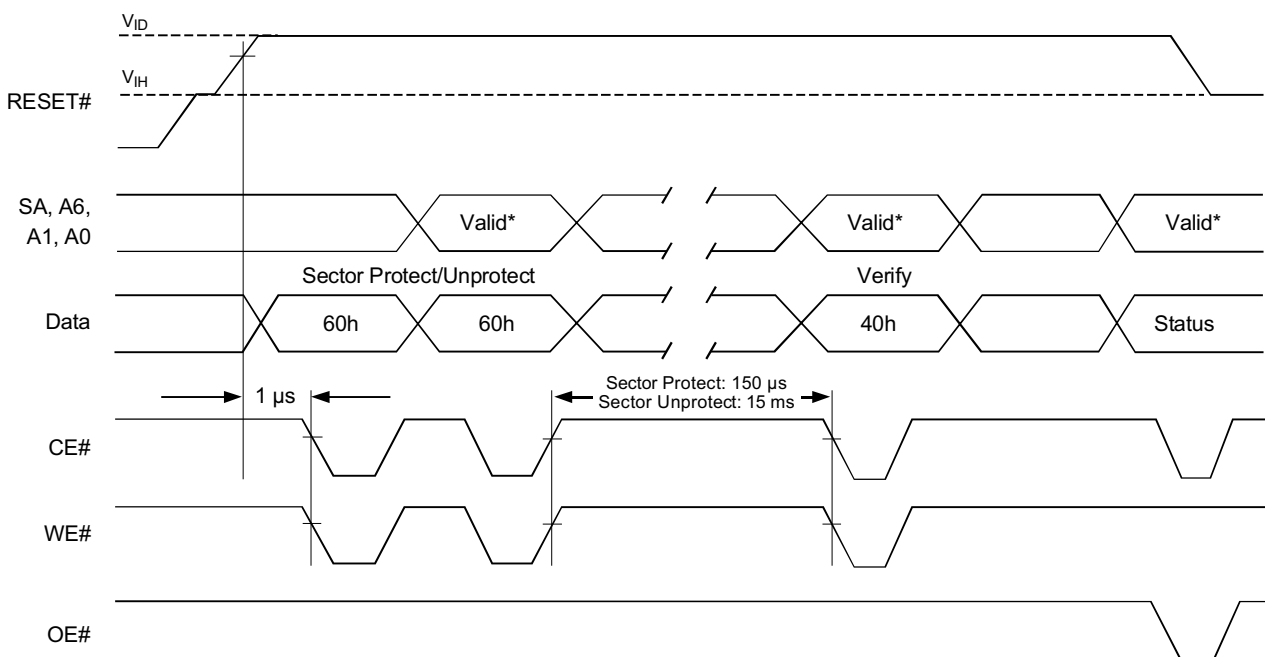 VID
VIH
RESET#
SA, A6,
A1, A0
Valid*
Valid*
Valid*
Sector Protect/Unprotect
Verify
Data
60h
60h
40h
Status
1 µs
Sector Protect: 150 µs
Sector Unprotect: 15 ms
CE#
WE#
OE#